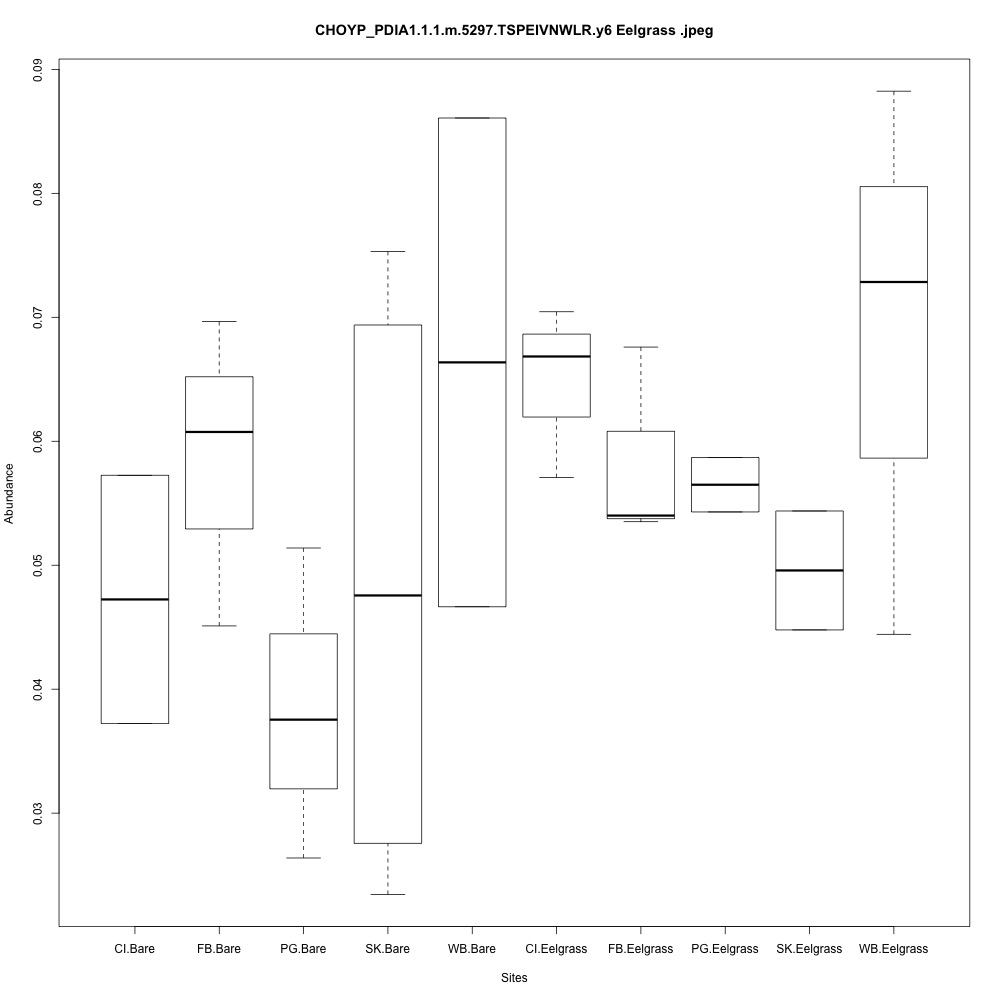 CHOYP_PDIA1.1.1.m.5297.TSPEIVNWLR.y6 Eelgrass .jpeg
0.09
0.08
0.07
0.06
0.05
0.04
0.03
Abundance
CI.Bare FB.Bare PG.Bare SK.Bare WB.Bare CI.Eelgrass FB.Eelgrass PG.Eelgrass SK.Eelgrass WB.Eelgrass
Sites